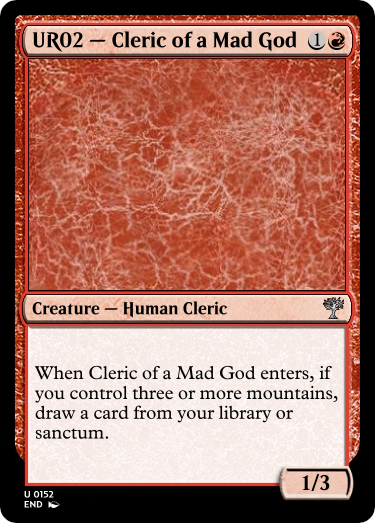 UR02 — Cleric of a Mad God 1
Creature — Human Cleric
When Cleric of a Mad God enters, if
you control three or more mountains,
draw a card from your library or
sanctum.
1/3
U 0152
END